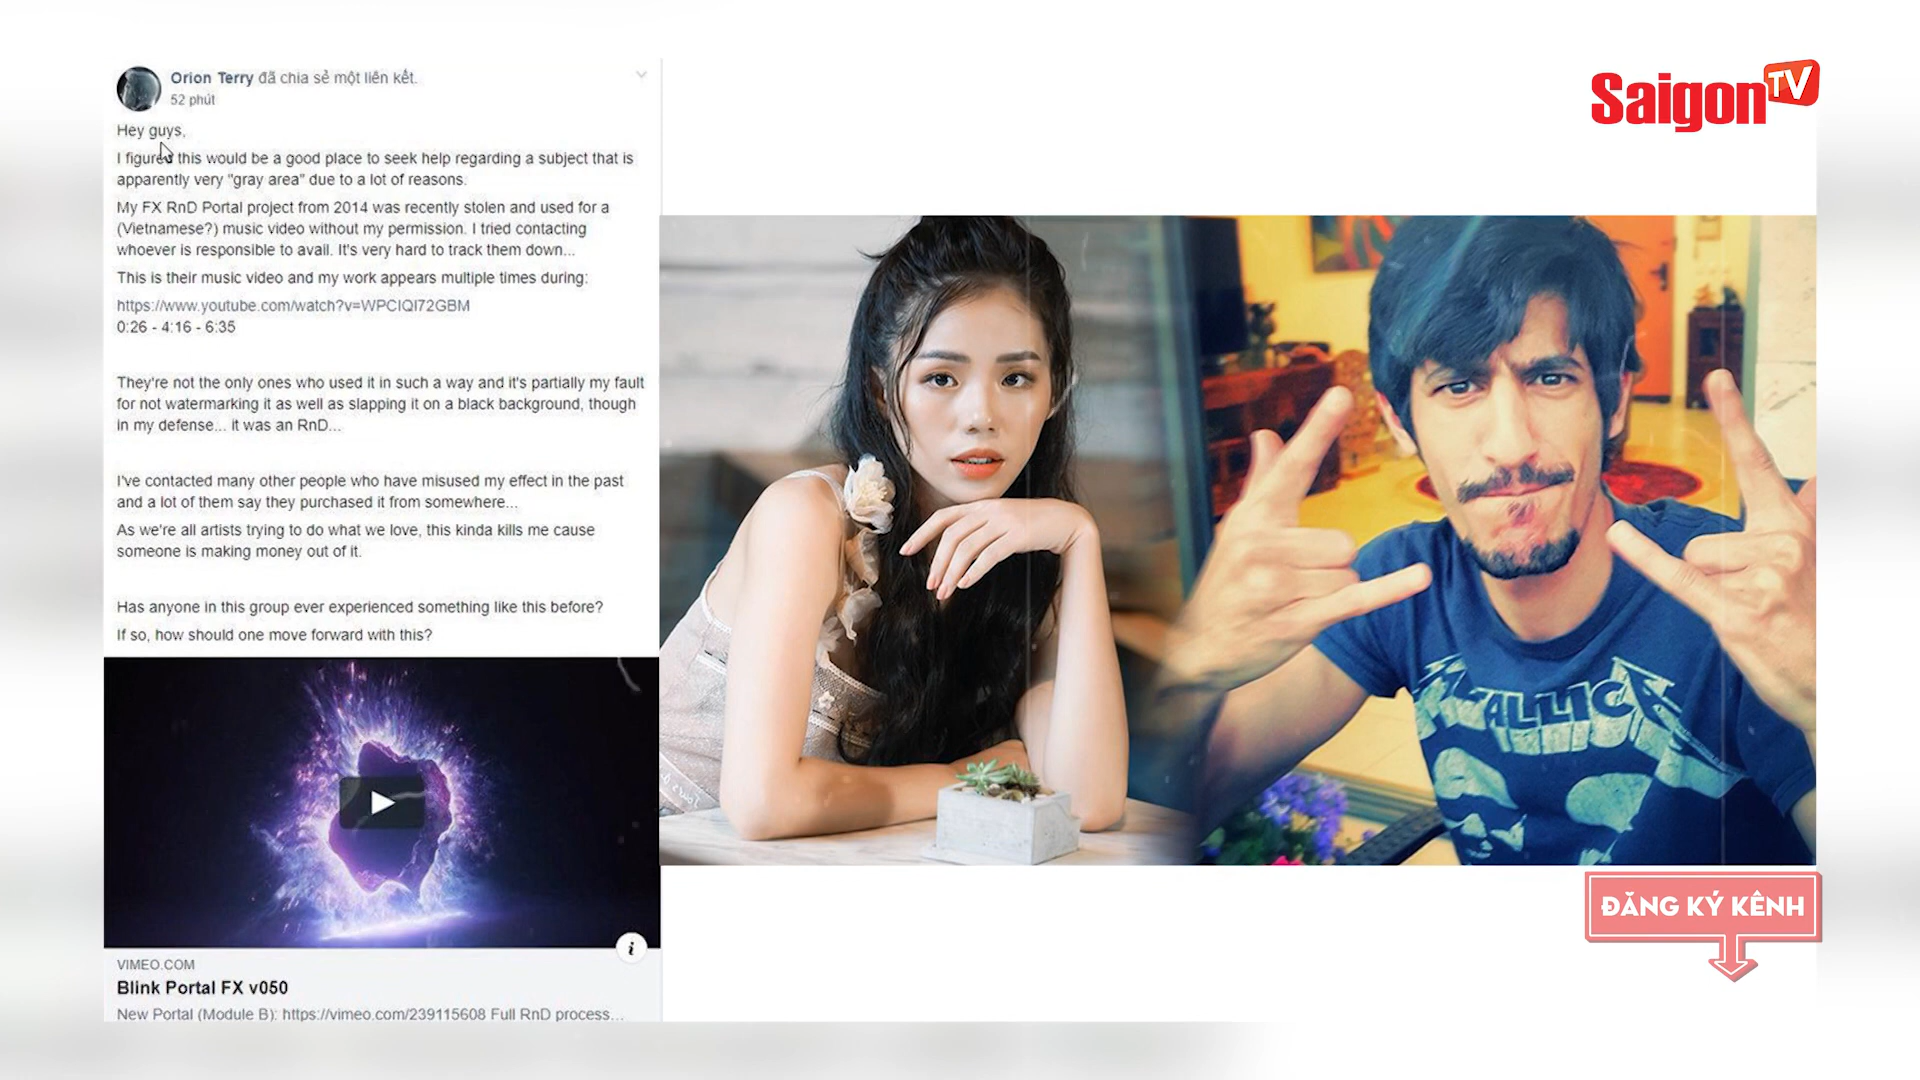 Orion Terry đã chia sẻ một liên kết.
52 phút
Hey guys,
I figured this would be a good place to seek help regarding a subject that is
apparently very "gray area" due to a lot of reasons.
My FX RnD Portal project from 2014 was recently stolen and used for a
(Vietnamese?) music video without my permission. I tried contacting
whoever is responsible to avail. It's very hard to track them down...
This is their music video and my work appears multiple times during:
https://www.youtube.com/watch?v=WPCIQI72GBM
0:26 - 4:16 - 6:35
They're not the only ones who used it in such a way and it's partially my fault
for not watermarking it as well as slapping it on a black background, though
in my defense... it was an RnD...
I've contacted many other people who have misused my effect in the past
and a lot of them say they purchased it from somewhere...
As we're all artists trying to do what we love, this kinda kills me cause
someone is making money out of it.
Has anyone in this group ever experienced something like this before?
If so, how should one move forward with this?
VIMEO.COM
Blink Portal FX v050
New Portal (Module B): https://vimeo.com/239115608 Full RnD process...
Saigon TV
METALLICA
ĐĂNG KÝ KÊNH